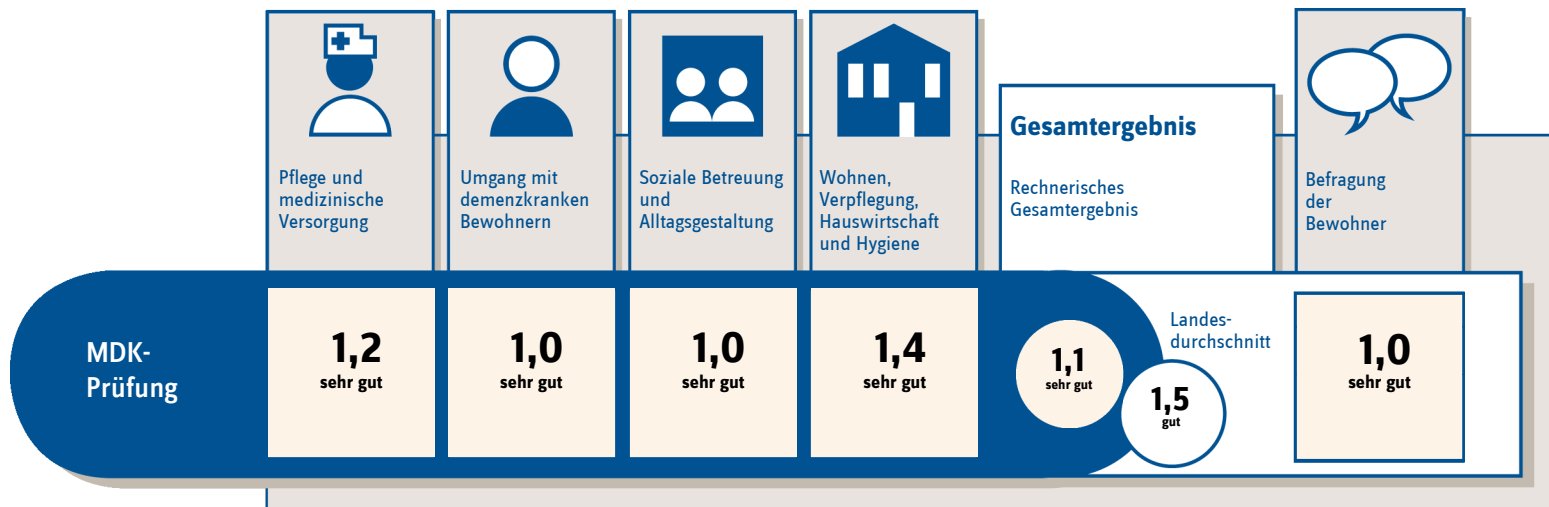 Pflege und
medizinische
Versorgung
Umgang mit
demenzkranken
Bewohnern
Soziale Betreuung
und
Alltagsgestaltung
Wohnen,
Verpflegung,
Hauswirtschaft
und Hygiene
Gesamtergebnis
Rechnerisches
Gesamtergebnis
Befragung
der
Bewohner
MDK-
Prüfung
1,2
sehr gut
1,0
sehr gut
1,0
sehr gut
1,4
sehr gut
1,1
sehr gut
Landes-
durchschnitt
1,5
gut
1,0
sehr gut